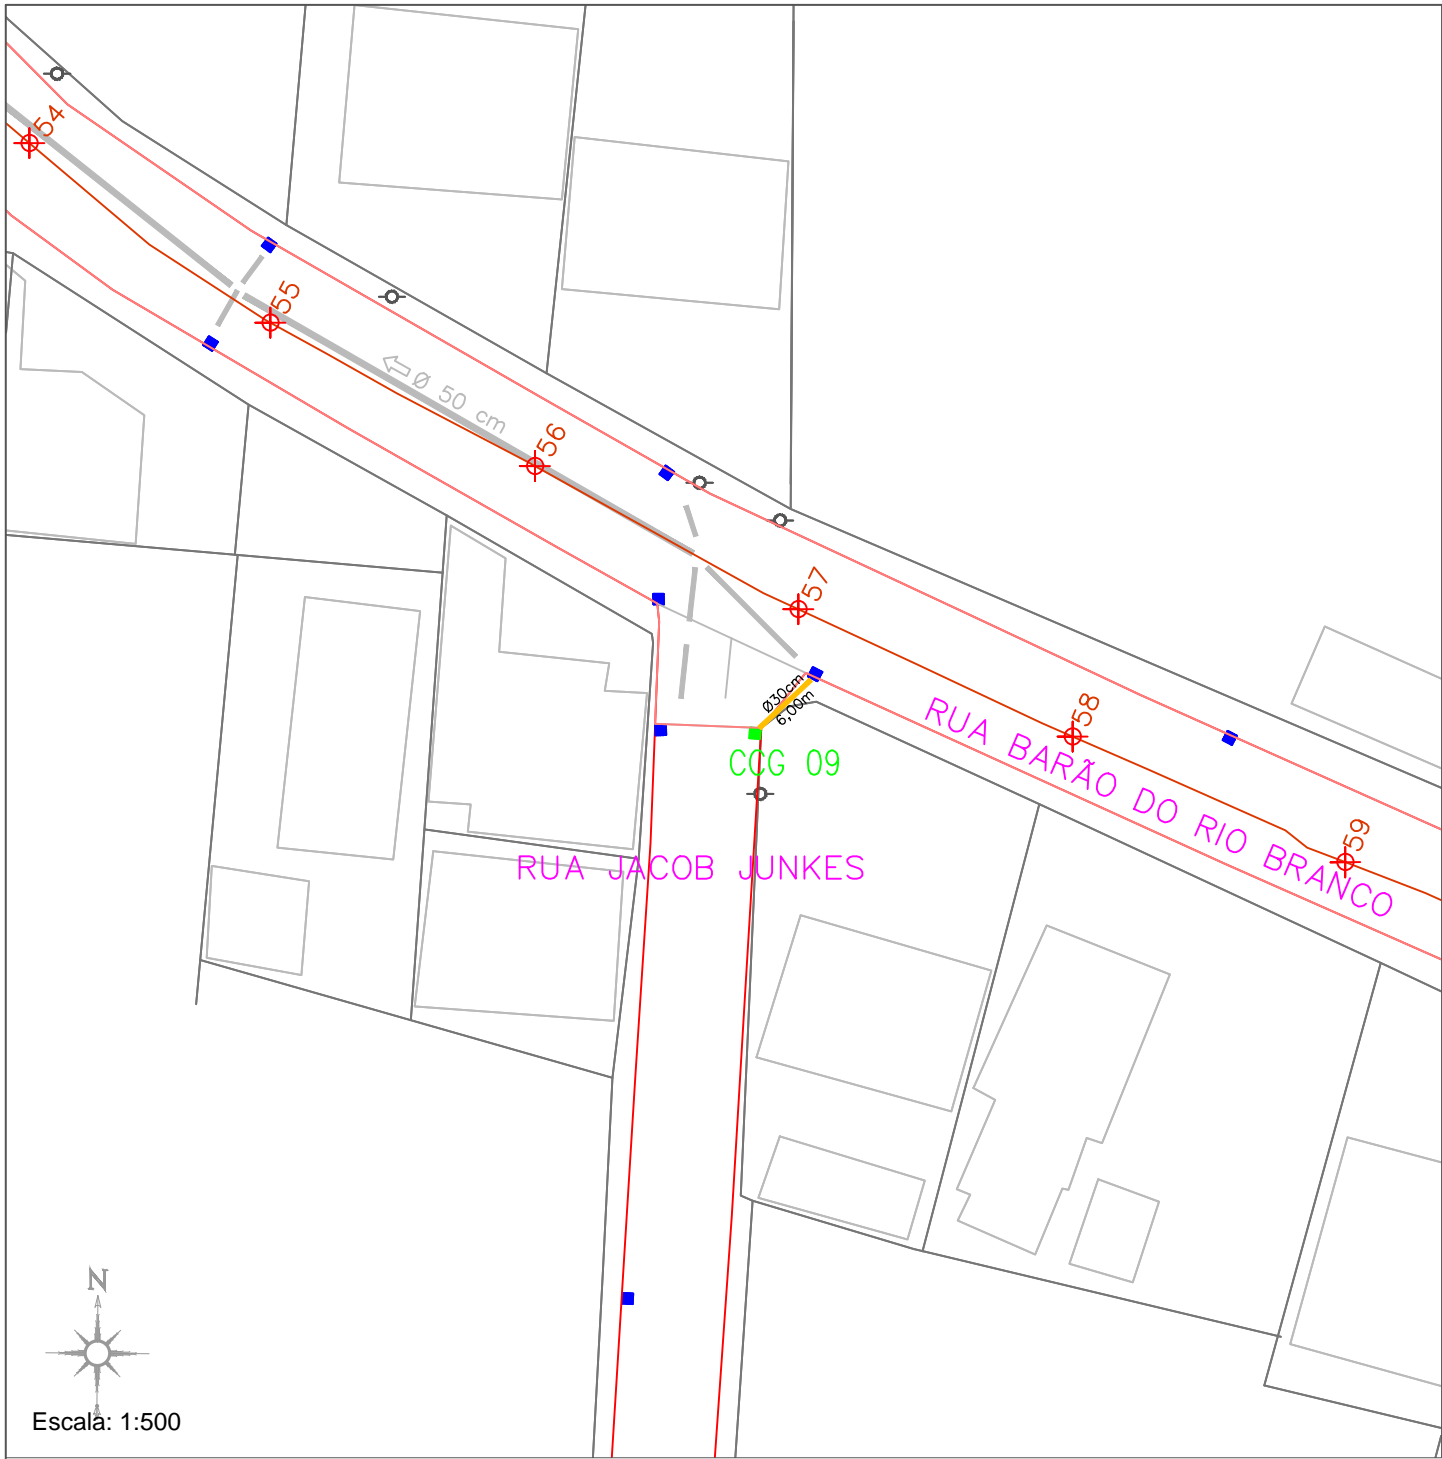 54
55
Ø 50 cm
56
57
Ø30cm
6,00m
58
RUA BARÃO DO RIO BRANCO
CCG 09
59
RUA JACOB JUNKES
N
Escala: 1:500